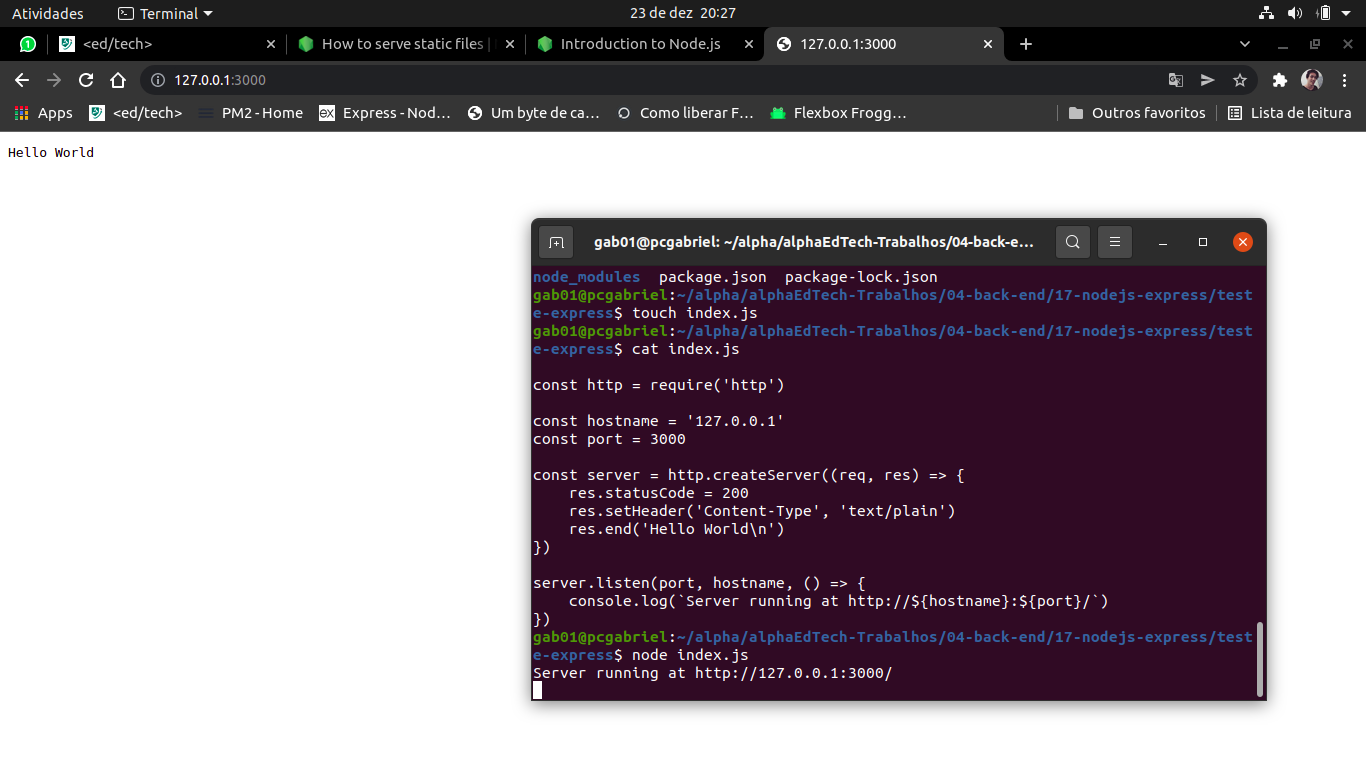 Atividades Terminal 23 de dez 20:27
1 <ed/tech> How to serve static files | Introduction to Node.js 127.0.0.1:3000
127.0.0.1:3000
Apps <ed/tech> PM2 - Home ex Express - Nod... Um byte de ca... Como liberar F... Flexbox Frogg... Outros favoritos Lista de leitura
Hello World
gab01@pcgabriel: ~/alpha/alphaEdTech-Trabalhos/04-back-e...
node_modules package.json package-lock.json
gab01@pcgabriel:~/alpha/alphaEdTech-Trabalhos/04-back-end/17-nodejs-express/test
e-express$ touch index.js
gab01@pcgabriel:~/alpha/alphaEdTech-Trabalhos/04-back-end/17-nodejs-express/test
e-express$ cat index.js
const http = require('http')
const hostname = '127.0.0.1'
const port = 3000
const server = http.createServer((req, res) => {
    res.statusCode = 200
    res.setHeader('Content-Type', 'text/plain')
    res.end('Hello World\n')
})
server.listen(port, hostname, () => {
    console.log(`Server running at http://${hostname}:${port}/`)
})
gab01@pcgabriel:~/alpha/alphaEdTech-Trabalhos/04-back-end/17-nodejs-express/test
e-express$ node index.js
Server running at http://127.0.0.1:3000/